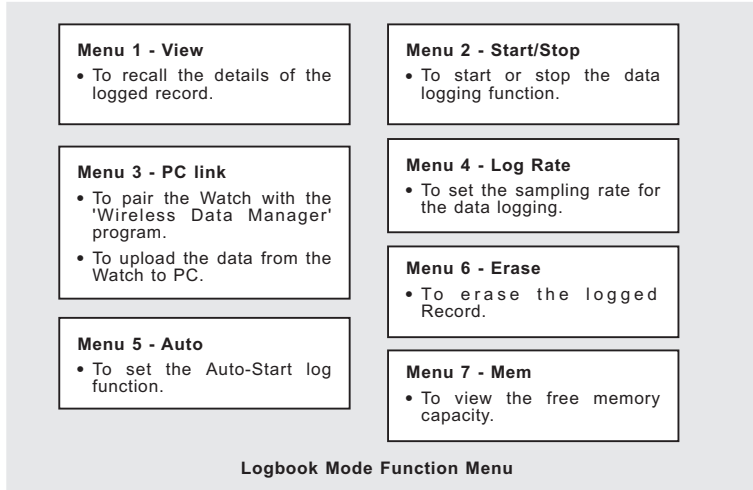 Menu 1 - View
• To recall the details of the
logged record.
Menu 2 - Start/Stop
• To start or stop the data
logging function.
Menu 3 - PC link
• To pair the Watch with the
'Wireless Data Manager'
program.
• To upload the data from the
Watch to PC.
Menu 4 - Log Rate
• To set the sampling rate for
the data logging.
Menu 5 - Auto
• To set the Auto-Start log
function.
Menu 6 - Erase
• To erase the logged
Record.
Menu 7 - Mem
• To view the free memory
capacity.
Logbook Mode Function Menu